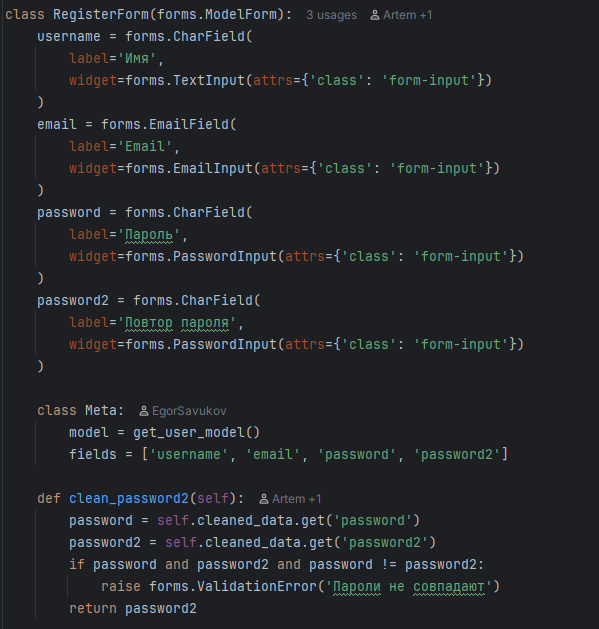 class RegisterForm(forms.ModelForm): 3 usages Artem +1
    username = forms.CharField(
        label='Имя',
        widget=forms.TextInput(attrs={'class': 'form-input'})
    )
    email = forms.EmailField(
        label='Email',
        widget=forms.EmailInput(attrs={'class': 'form-input'})
    )
    password = forms.CharField(
        label='Пароль',
        widget=forms.PasswordInput(attrs={'class': 'form-input'})
    )
    password2 = forms.CharField(
        label='Повтор пароля',
        widget=forms.PasswordInput(attrs={'class': 'form-input'})
    )

    class Meta: EgorSavukov
        model = get_user_model()
        fields = ['username', 'email', 'password', 'password2']

    def clean_password2(self): Artem +1
        password = self.cleaned_data.get('password')
        password2 = self.cleaned_data.get('password2')
        if password and password2 and password != password2:
            raise forms.ValidationError('Пароли не совпадают')
        return password2